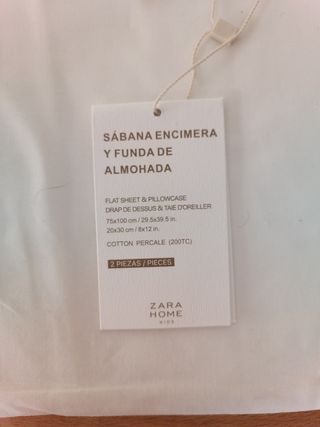 SÁBANA ENCIMERA
Y FUNDA DE
ALMOHADA
FLAT SHEET & PILLOWCASE
DRAP DE DESSUS & TAIE D'OREILLER
75x100 cm / 29.5x39.5 in.
20x30 cm / 8x12 in.
COTTON PERCALE (200TC)
2 PIEZAS / PIECES
ZARA
HOME
KIDS